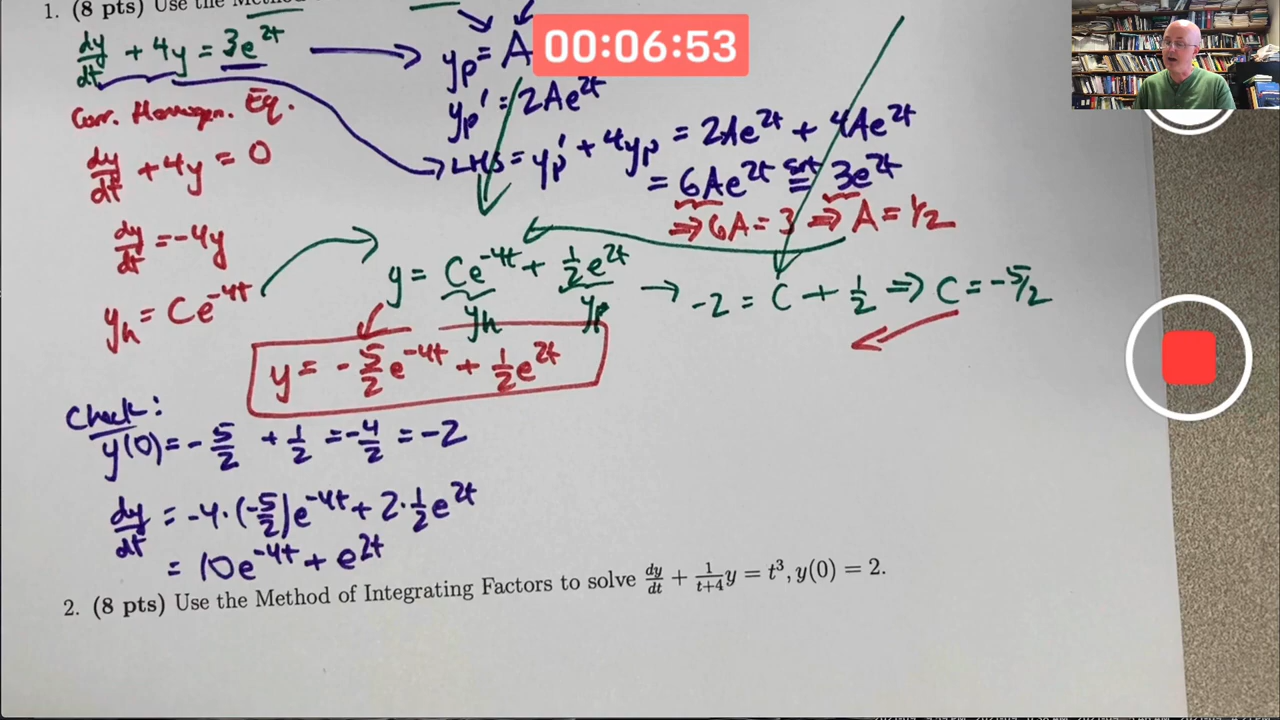 1. (8 pts) Use the Method
dy/dt + 4y = 3e^2t → yp = A
00:06:53
yp' = 2Ae^2t
Corr. Homogen. Eq.
LHS = yp' + 4yp = 2Ae^2t + 4Ae^2t
dy/dt + 4y = 0
= 6Ae^2t set= 3e^2t
⇒ 6A = 3 ⇒ A = 1/2
dy/dt = -4y
y = Ce^-4t + 1/2 e^2t → -2 = C + 1/2 ⇒ C = -5/2
yh yp
yh = Ce^-4t
y = -5/2 e^-4t + 1/2 e^2t
Check:
y(0) = -5/2 + 1/2 = -4/2 = -2
dy/dt = -4·(-5/2)e^-4t + 2·1/2 e^2t
= 10e^-4t + e^2t
2. (8 pts) Use the Method of Integrating Factors to solve dy/dt + 1/(t+4) y = t^3, y(0) = 2.